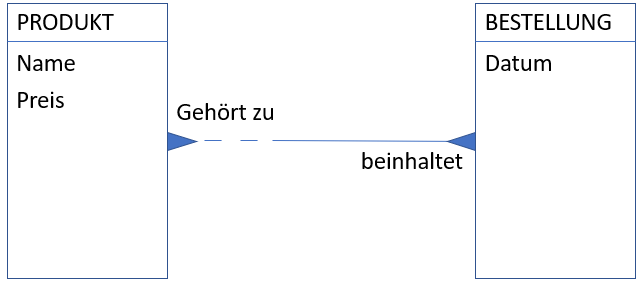 PRODUKT
Name
Preis
Gehört zu
beinhaltet
BESTELLUNG
Datum